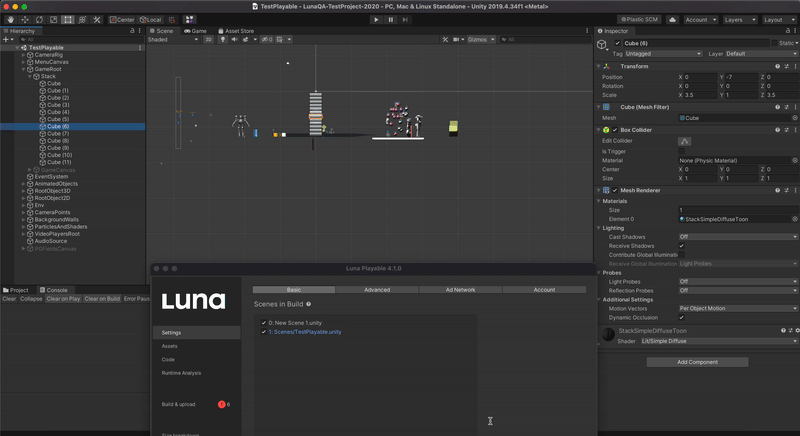 TestPlayable - LunaQA-TestProject-2020 - PC, Mac & Linux Standalone - Unity 2019.4.34f1 <Metal>
Center Local Plastic SCM Account Layers Layout
Hierarchy
All
TestPlayable
CameraRig
MenuCanvas
GameRoot
Stack
Cube
Cube (1)
Cube (2)
Cube (3)
Cube (4)
Cube (5)
Cube (6)
Cube (7)
Cube (8)
Cube (9)
Cube (10)
Cube (11)
GameCanvas
EventSystem
AnimatedObjects
RootObject3D
RootObject2D
Env
CameraPoints
BackgroundWalls
ParticlesAndShaders
VideoPlayersRoot
AudioSource
Scene Game Asset Store
Shaded 2D 0 Gizmos All
Project Console
Clear Collapse Clear on Play Clear on Build Error Paus
Luna Playable 4.1.0
LUNA
Settings
Assets
Code
Runtime Analysis
Build & upload 6
Basic Advanced Ad Network Account
Scenes in Build
0: New Scene 1.unity
1: Scenes/TestPlayable.unity
Inspector
Cube (6) Static
Tag Untagged Layer Default
Transform
Position X 0 Y -7 Z 0
Rotation X 0 Y 0 Z 0
Scale X 3.5 Y 1 Z 3.5
Cube (Mesh Filter)
Mesh Cube
Box Collider
Edit Collider
Is Trigger
Material None (Physic Material)
Center X 0 Y 0 Z 0
Size X 1 Y 1 Z 1
Mesh Renderer
Materials
Size 1
Element 0 StackSimpleDiffuseToon
Lighting
Cast Shadows Off
Receive Shadows
Contribute Global Illuminati
Receive Global Illumination Light Probes
Probes
Light Probes Off
Reflection Probes Off
Additional Settings
Motion Vectors Per Object Motion
Dynamic Occlusion
StackSimpleDiffuseToon
Shader Lit/Simple Diffuse
Add Component